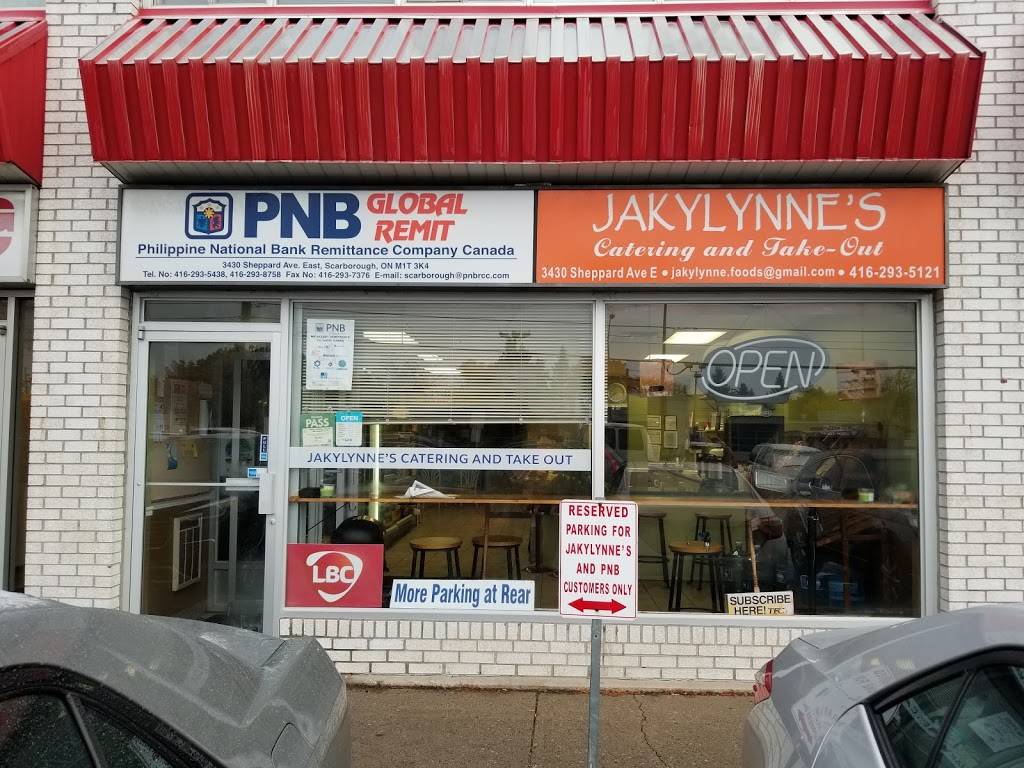 PNB GLOBAL
REMIT
Philippine National Bank Remittance Company Canada
3430 Sheppard Ave. East, Scarborough, ON M1T 3K4
Tel. No: 416-293-5438, 416-293-8758 Fax No: 416-293-7376 E-mail: scarborough@pnbrcc.com
JAKYLYNNE'S
Catering and Take-Out
3430 Sheppard Ave E • jakylynne.foods@gmail.com • 416-293-5121
PNB
OPEN
PASS
OPEN
JAKYLYNNE'S CATERING AND TAKE OUT
LBC
More Parking at Rear
RESERVED
PARKING FOR
JAKYLYNNE'S
AND PNB
CUSTOMERS ONLY
SUBSCRIBE
HERE! TFC